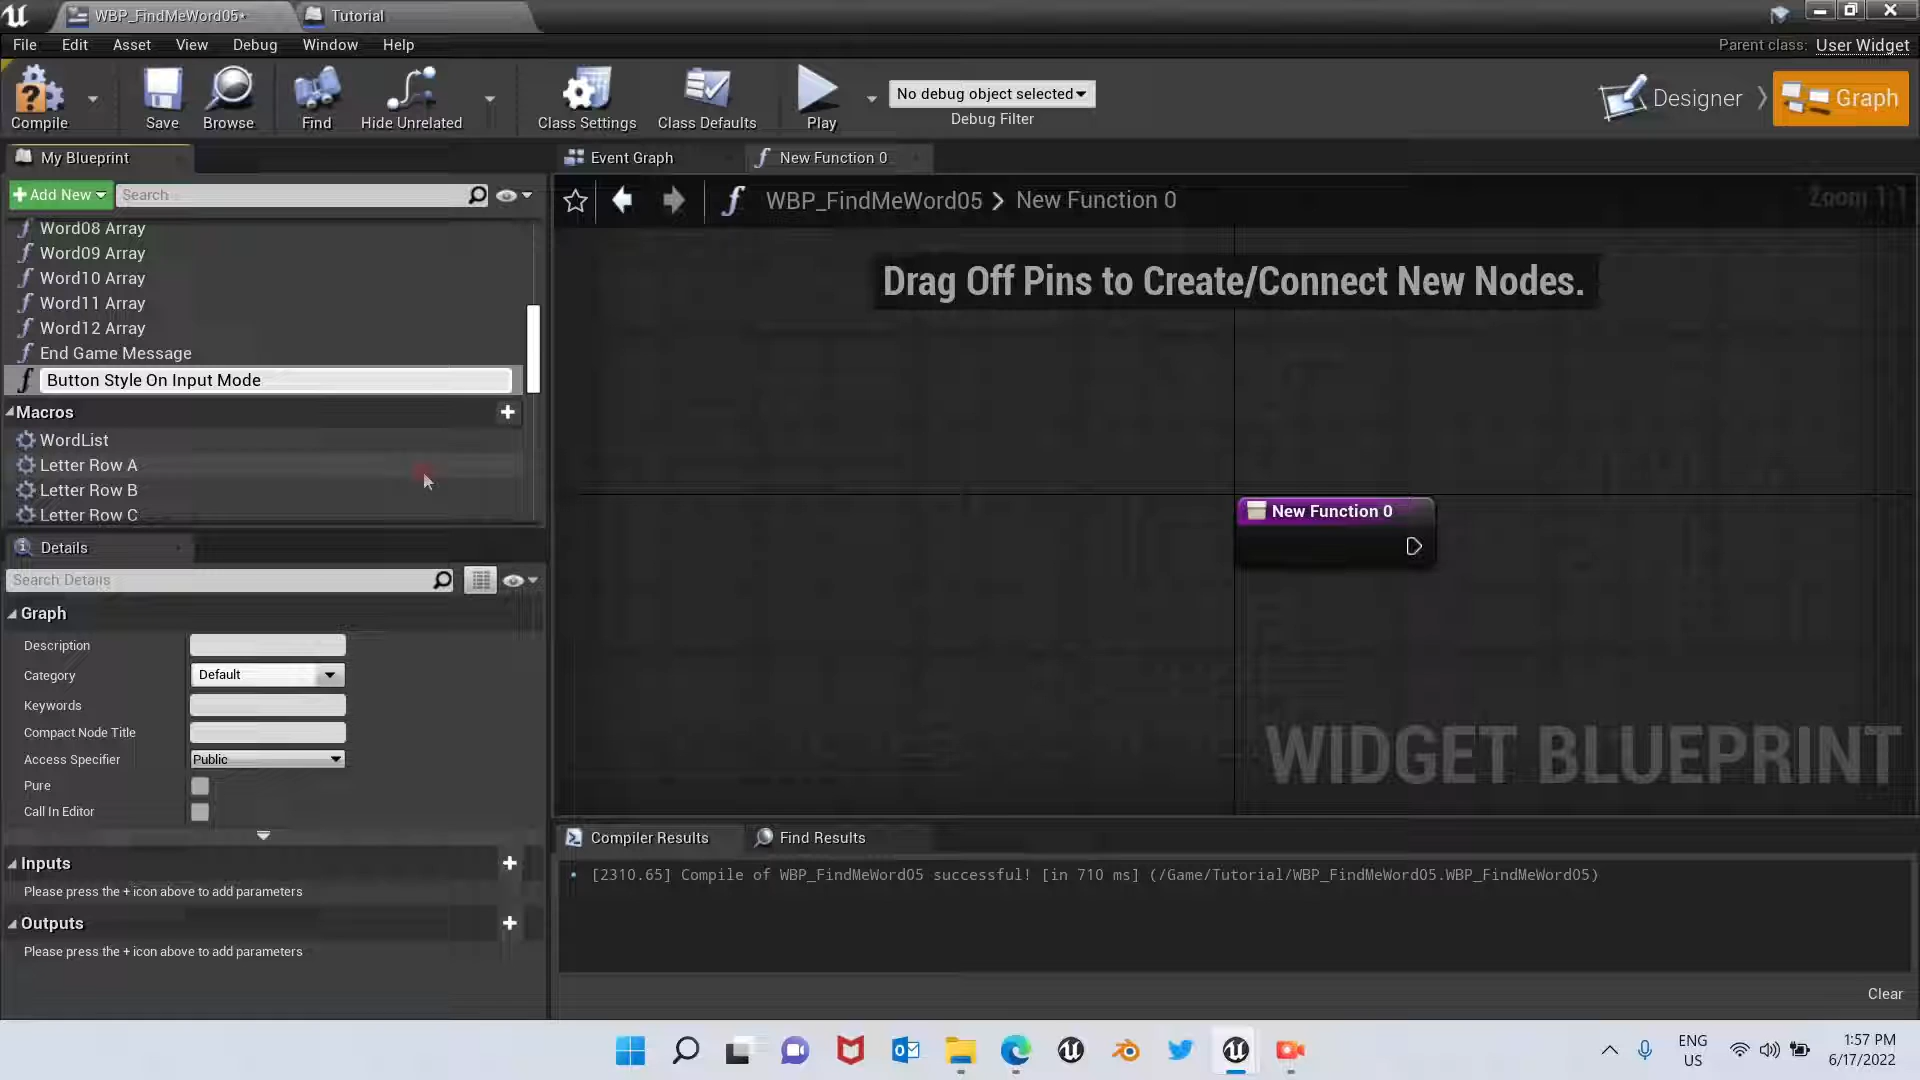 WBP_FindMeWord05*
Tutorial
File Edit Asset View Debug Window Help
Parent class: User Widget
Compile
Save
Browse
Find
Hide Unrelated
Class Settings
Class Defaults
Play
No debug object selected
Debug Filter
Designer
Graph
My Blueprint
Event Graph
New Function 0
Add New
Search
WBP_FindMeWord05 > New Function 0
Zoom 1:1
Word08 Array
Word09 Array
Word10 Array
Word11 Array
Word12 Array
End Game Message
Button Style On Input Mode
Macros
WordList
Letter Row A
Letter Row B
Letter Row C
Drag Off Pins to Create/Connect New Nodes.
New Function 0
WIDGET BLUEPRINT
Details
Search Details
Graph
Description
Category Default
Keywords
Compact Node Title
Access Specifier Public
Pure
Call In Editor
Inputs
Please press the + icon above to add parameters
Outputs
Please press the + icon above to add parameters
Compiler Results
Find Results
[2310.65] Compile of WBP_FindMeWord05 successful! [in 710 ms] (/Game/Tutorial/WBP_FindMeWord05.WBP_FindMeWord05)
Clear
ENG
US
1:57 PM
6/17/2022